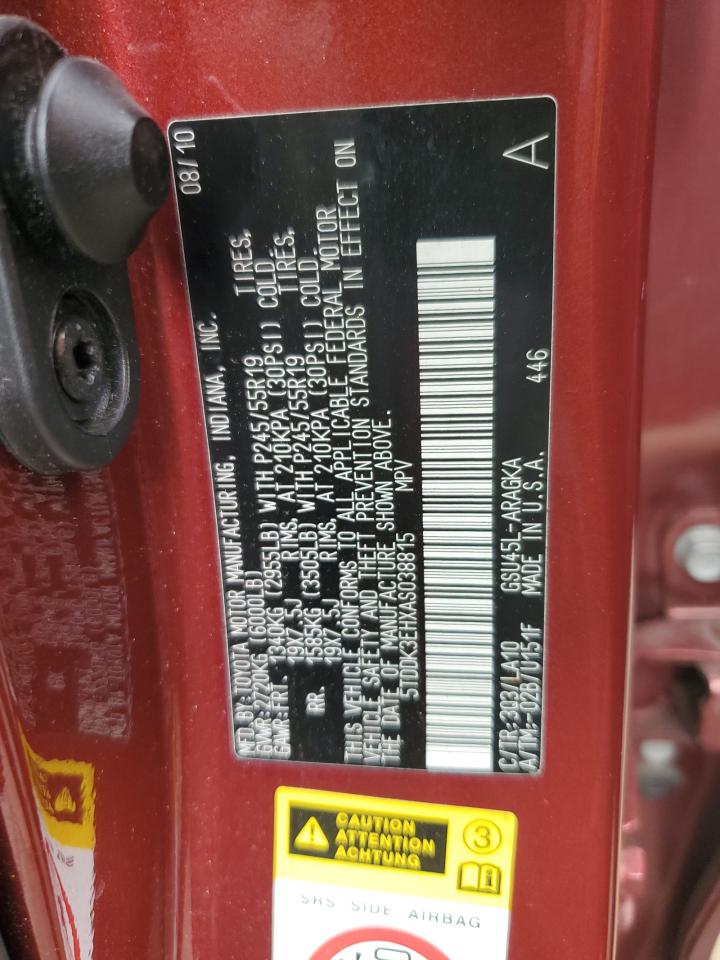 MFD. BY: TOYOTA MOTOR MANUFACTURING, INDIANA, INC. 08/10
GVWR: 2720KG (6000LB)
GAWR: FRT. 1340KG (2955LB) WITH P245/55R19 TIRES,
19X7.5J RIMS, AT 210KPA (30PSI) COLD.
RR. 1585KG (3505LB) WITH P245/55R19 TIRES,
19X7.5J RIMS, AT 210KPA (30PSI) COLD.
THIS VEHICLE CONFORMS TO ALL APPLICABLE FEDERAL MOTOR
VEHICLE SAFETY AND THEFT PREVENTION STANDARDS IN EFFECT ON
THE DATE OF MANUFACTURE SHOWN ABOVE.
5TDDK3EHXAS038815 MPV
C/TR: 3Q3/LA10 GSU45L-ARAGKA 446
A/TM: -02B/U151F MADE IN U.S.A. A
CAUTION
ATTENTION
ACHTUNG
3
SRS SIDE AIRBAG